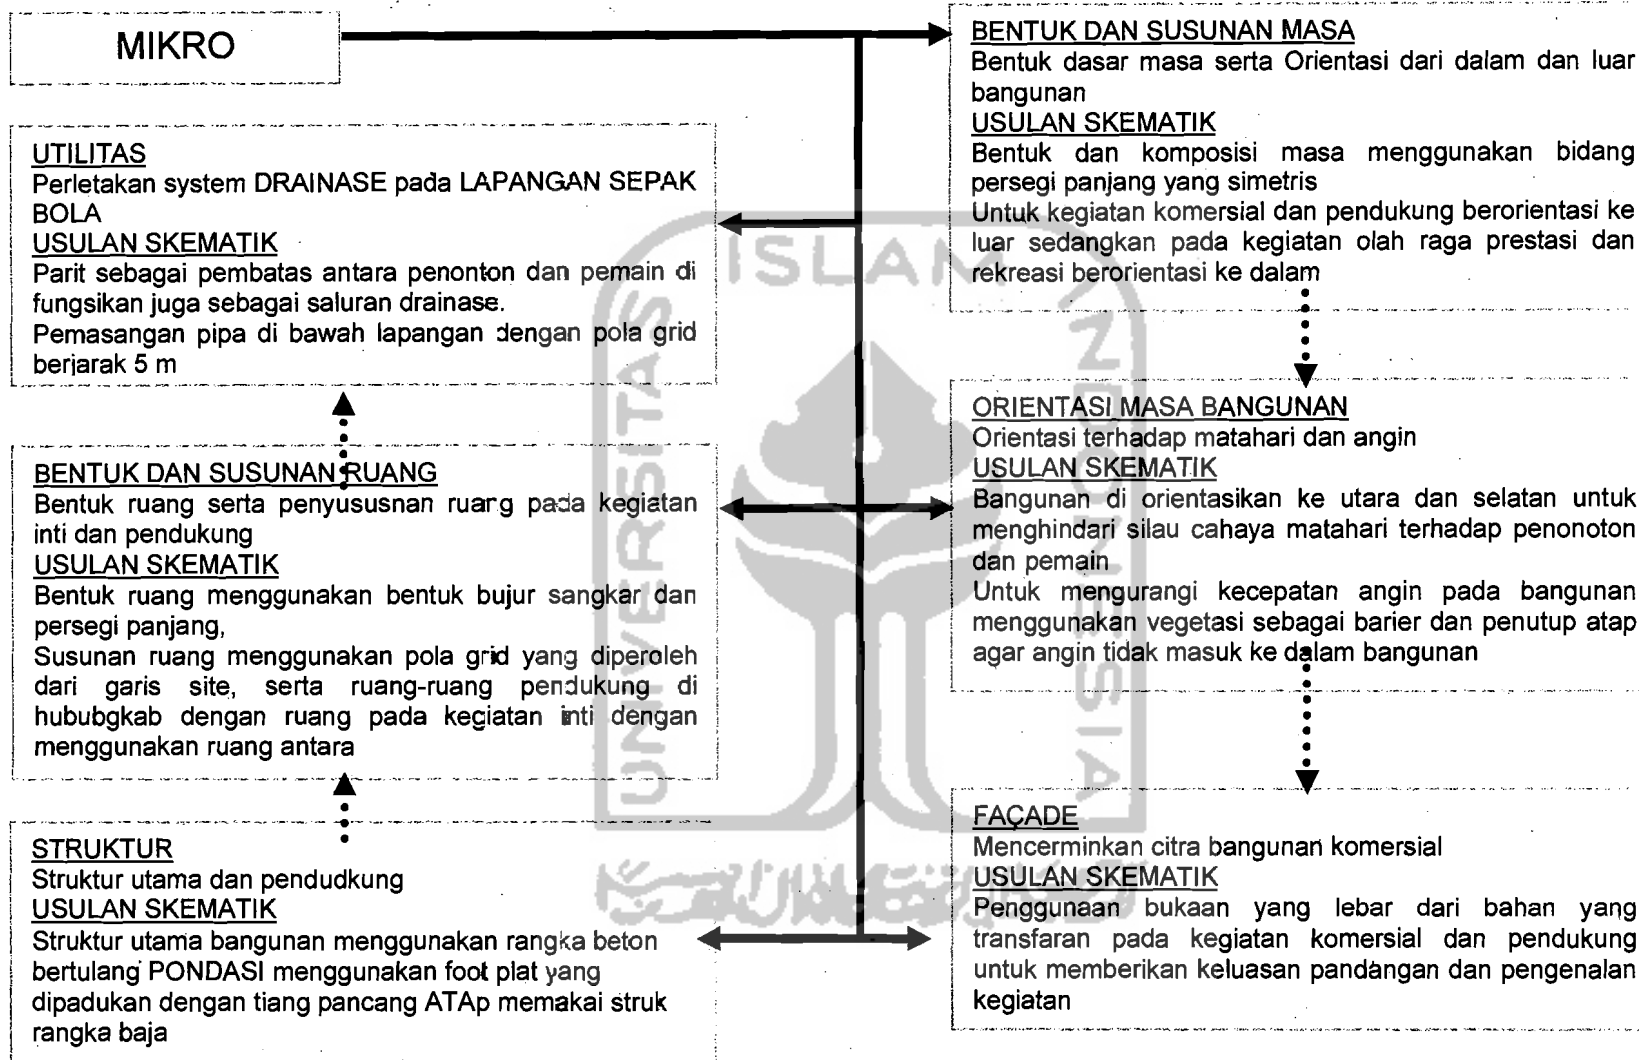 MIKRO
UTILITAS
Perletakan system DRAINASE pada LAPANGAN SEPAK
BOLA
USULAN SKEMATIK
Parit sebagai pembatas antara penonton dan pemain di
fungsikan juga sebagai saluran drainase.
Pemasangan pipa di bawah lapangan dengan pola grid
berjarak 5 m
BENTUK DAN SUSUNAN RUANG
Bentuk ruang serta penyususnan ruang pada kegiatan
inti dan pendukung
USULAN SKEMATIK
Bentuk ruang menggunakan bentuk bujur sangkar dan
persegi panjang,
Susunan ruang menggunakan pola grid yang diperoleh
dari garis site, serta ruang-ruang pendukung di
hububgkab dengan ruang pada kegiatan inti dengan
menggunakan ruang antara
STRUKTUR
Struktur utama dan pendudkung
USULAN SKEMATIK
Struktur utama bangunan menggunakan rangka beton
bertulang PONDASI menggunakan foot plat yang
dipadukan dengan tiang pancang ATAp memakai struk
rangka baja
BENTUK DAN SUSUNAN MASA
Bentuk dasar masa serta Orientasi dari dalam dan luar
bangunan
USULAN SKEMATIK
Bentuk dan komposisi masa menggunakan bidang
persegi panjang yang simetris
Untuk kegiatan komersial dan pendukung berorientasi ke
luar sedangkan pada kegiatan olah raga prestasi dan
rekreasi berorientasi ke dalam
ORIENTASI MASA BANGUNAN
Orientasi terhadap matahari dan angin
USULAN SKEMATIK
Bangunan di orientasikan ke utara dan selatan untuk
menghindari silau cahaya matahari terhadap penonoton
dan pemain
Untuk mengurangi kecepatan angin pada bangunan
menggunakan vegetasi sebagai barier dan penutup atap
agar angin tidak masuk ke dalam bangunan
FAÇADE
Mencerminkan citra bangunan komersial
USULAN SKEMATIK
Penggunaan bukaan yang lebar dari bahan yang
transfaran pada kegiatan komersial dan pendukung
untuk memberikan keluasan pandangan dan pengenalan
kegiatan
UNIVERSITAS
ISLAM
INDONESIA